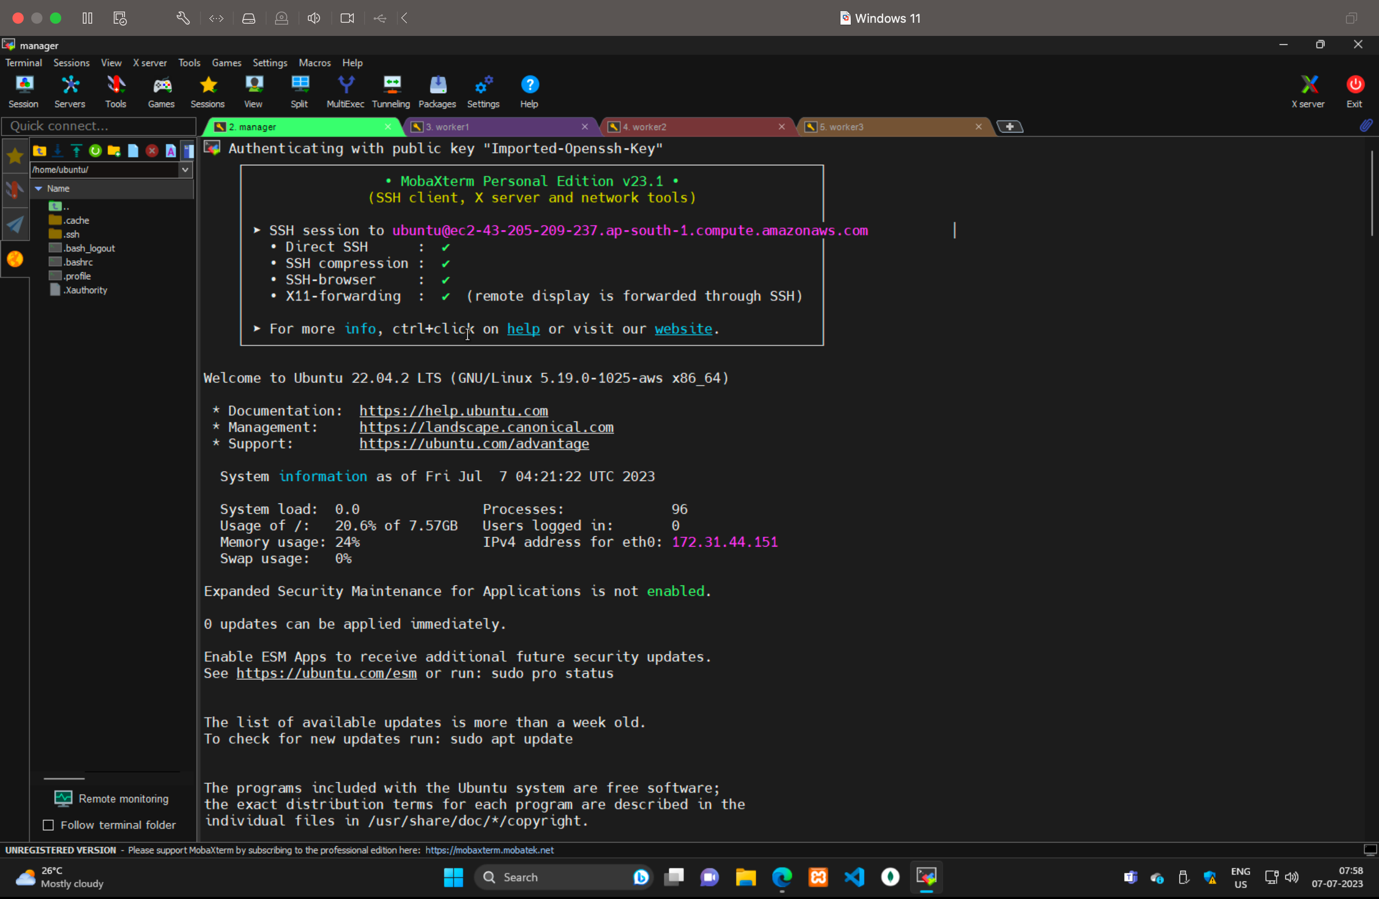 Windows 11
manager
Terminal Sessions View X server Tools Games Settings Macros Help
Session Servers Tools Games Sessions View Split MultiExec Tunneling Packages Settings Help X server Exit
Quick connect...
2. manager 3. worker1 4. worker2 5. worker3
/home/ubuntu/
Name
..
.cache
.ssh
.bash_logout
.bashrc
.profile
.Xauthority
Remote monitoring
Follow terminal folder
Authenticating with public key "Imported-Openssh-Key"
• MobaXterm Personal Edition v23.1 •
(SSH client, X server and network tools)
➤ SSH session to ubuntu@ec2-43-205-209-237.ap-south-1.compute.amazonaws.com
• Direct SSH : ✔
• SSH compression : ✔
• SSH-browser : ✔
• X11-forwarding : ✔ (remote display is forwarded through SSH)
➤ For more info, ctrl+click on help or visit our website.
Welcome to Ubuntu 22.04.2 LTS (GNU/Linux 5.19.0-1025-aws x86_64)
* Documentation: https://help.ubuntu.com
* Management: https://landscape.canonical.com
* Support: https://ubuntu.com/advantage
System information as of Fri Jul 7 04:21:22 UTC 2023
System load: 0.0 Processes: 96
Usage of /: 20.6% of 7.57GB Users logged in: 0
Memory usage: 24% IPv4 address for eth0: 172.31.44.151
Swap usage: 0%
Expanded Security Maintenance for Applications is not enabled.
0 updates can be applied immediately.
Enable ESM Apps to receive additional future security updates.
See https://ubuntu.com/esm or run: sudo pro status
The list of available updates is more than a week old.
To check for new updates run: sudo apt update
The programs included with the Ubuntu system are free software;
the exact distribution terms for each program are described in the
individual files in /usr/share/doc/*/copyright.
UNREGISTERED VERSION - Please support MobaXterm by subscribing to the professional edition here: https://mobaxterm.mobatek.net
26°C
Mostly cloudy
Search
ENG
US
07:58
07-07-2023